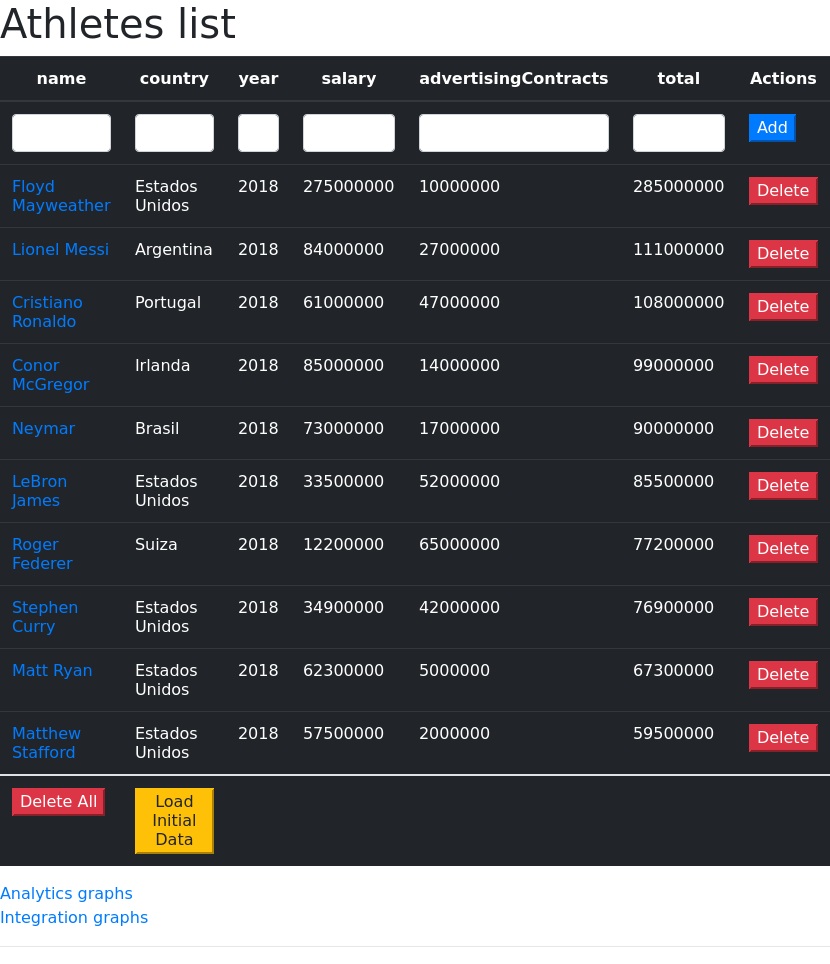 Athletes list
name country year salary advertisingContracts total Actions
Add
Floyd Estados 2018 275000000 10000000 285000000 Delete
Mayweather Unidos
Lionel Messi Argentina 2018 84000000 27000000 111000000 Delete
Cristiano Portugal 2018 61000000 47000000 108000000 Delete
Ronaldo
Conor Irlanda 2018 85000000 14000000 99000000 Delete
McGregor
Neymar Brasil 2018 73000000 17000000 90000000 Delete
LeBron Estados 2018 33500000 52000000 85500000 Delete
James Unidos
Roger Suiza 2018 12200000 65000000 77200000 Delete
Federer
Stephen Estados 2018 34900000 42000000 76900000 Delete
Curry Unidos
Matt Ryan Estados 2018 62300000 5000000 67300000 Delete
Unidos
Matthew Estados 2018 57500000 2000000 59500000 Delete
Stafford Unidos
Delete All Load
Initial
Data
Analytics graphs
Integration graphs